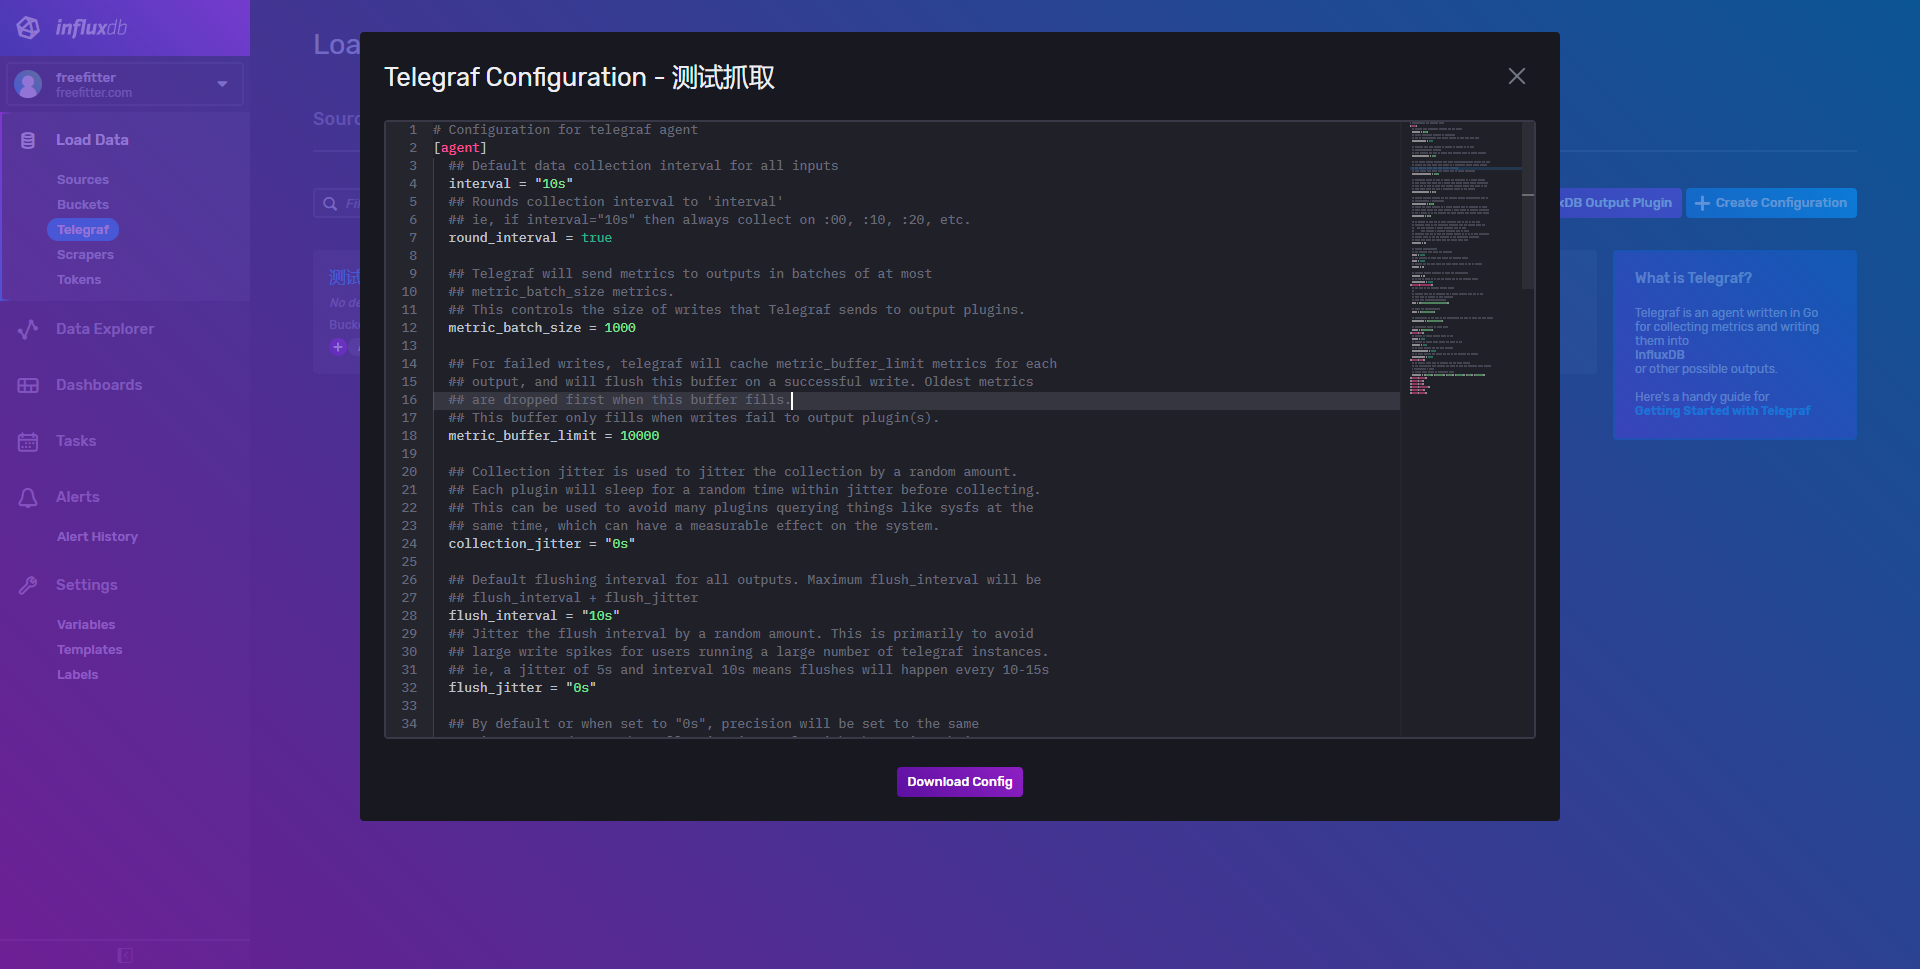 influxdb
freefitter
freefitter.com
Load Data
Sources
Buckets
Telegraf
Scrapers
Tokens
Data Explorer
Dashboards
Tasks
Alerts
Alert History
Settings
Variables
Templates
Labels
Telegraf Configuration - 测试抓取
1 # Configuration for telegraf agent
2 [agent]
3 ## Default data collection interval for all inputs
4 interval = "10s"
5 ## Rounds collection interval to 'interval'
6 ## ie, if interval="10s" then always collect on :00, :10, :20, etc.
7 round_interval = true
8
9 ## Telegraf will send metrics to outputs in batches of at most
10 ## metric_batch_size metrics.
11 ## This controls the size of writes that Telegraf sends to output plugins.
12 metric_batch_size = 1000
13
14 ## For failed writes, telegraf will cache metric_buffer_limit metrics for each
15 ## output, and will flush this buffer on a successful write. Oldest metrics
16 ## are dropped first when this buffer fills.
17 ## This buffer only fills when writes fail to output plugin(s).
18 metric_buffer_limit = 10000
19
20 ## Collection jitter is used to jitter the collection by a random amount.
21 ## Each plugin will sleep for a random time within jitter before collecting.
22 ## This can be used to avoid many plugins querying things like sysfs at the
23 ## same time, which can have a measurable effect on the system.
24 collection_jitter = "0s"
25
26 ## Default flushing interval for all outputs. Maximum flush_interval will be
27 ## flush_interval + flush_jitter
28 flush_interval = "10s"
29 ## Jitter the flush interval by a random amount. This is primarily to avoid
30 ## large write spikes for users running a large number of telegraf instances.
31 ## ie, a jitter of 5s and interval 10s means flushes will happen every 10-15s
32 flush_jitter = "0s"
33
34 ## By default or when set to "0s", precision will be set to the same
Download Config
Loa
Sourc
测试
No de
Bucke
xDB Output Plugin
Create Configuration
What is Telegraf?
Telegraf is an agent written in Go
for collecting metrics and writing
them into
InfluxDB
or other possible outputs.
Here's a handy guide for
Getting Started with Telegraf